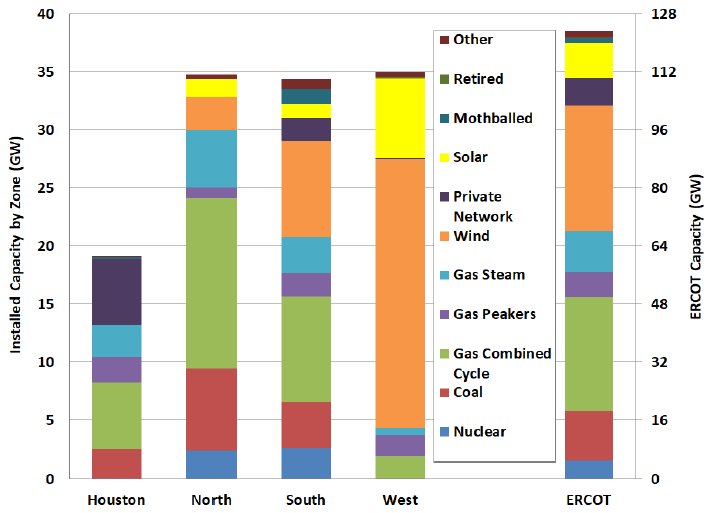 40
35
30
25
20
15
10
5
0
Installed Capacity by Zone (GW)
Houston
North
South
West
ERCOT
Other
Retired
Mothballed
Solar
Private
Network
Wind
Gas Steam
Gas Peakers
Gas Combined
Cycle
Coal
Nuclear
128
112
96
80
64
48
32
16
0
ERCOT Capacity (GW)